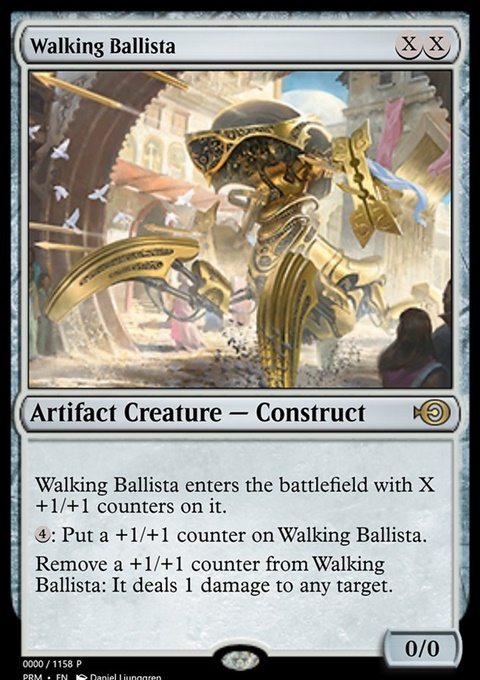 Walking Ballista X X
Artifact Creature — Construct
Walking Ballista enters the battlefield with X
+1/+1 counters on it.
4: Put a +1/+1 counter on Walking Ballista.
Remove a +1/+1 counter from Walking
Ballista: It deals 1 damage to any target.
0/0
0000 / 1158 P
PRM • EN Daniel Ljunggren